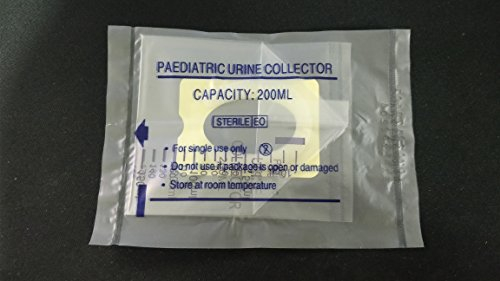 PAEDIATRIC URINE COLLECTOR
CAPACITY: 200ML
STERILE EO
• For single use only
• Do not use if package is open or damaged
• Store at room temperature